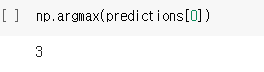 [ ] np.argmax(predictions[0])
3